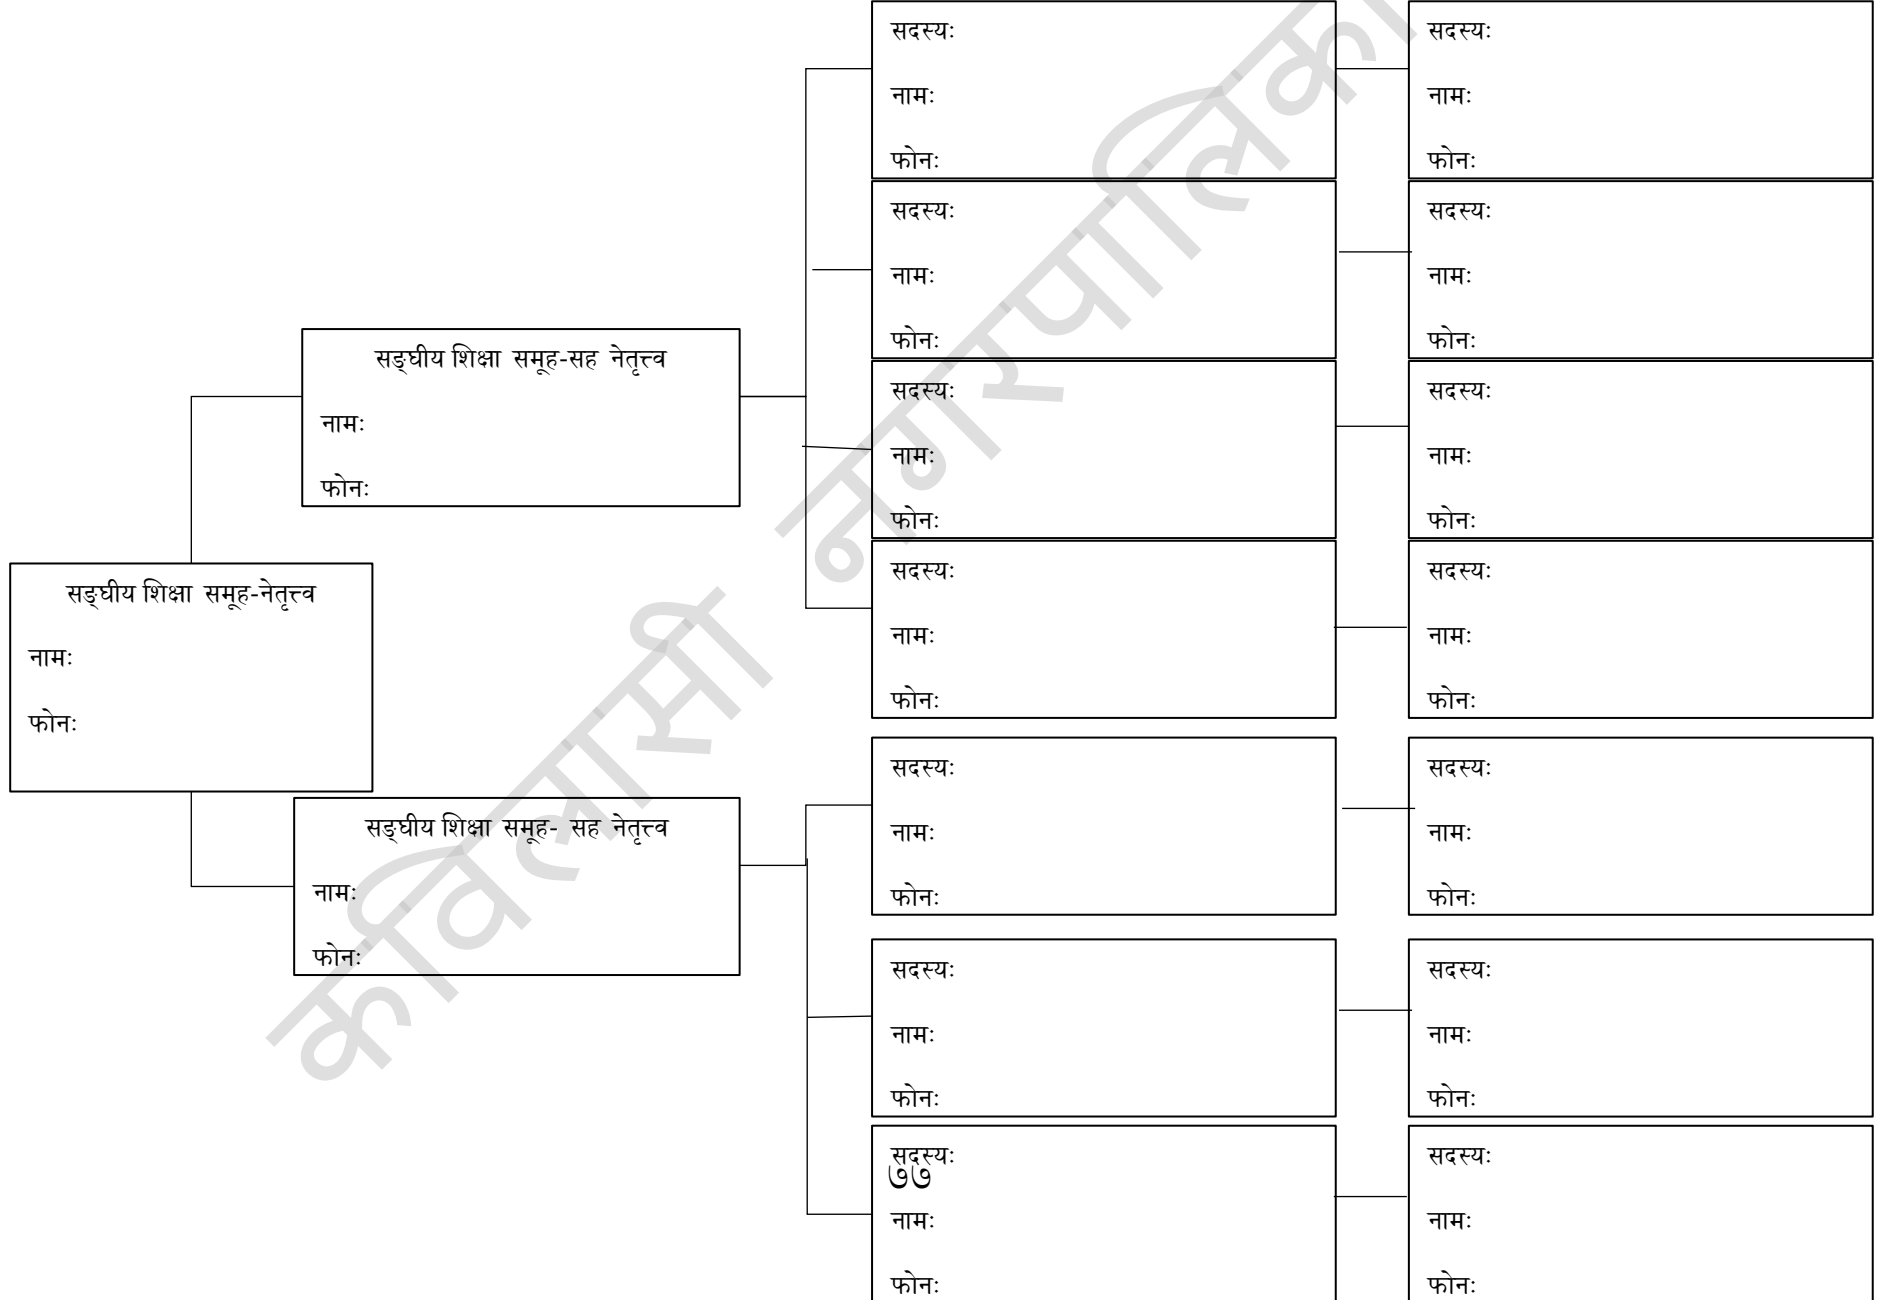 सङ्घीय शिक्षा समूह-नेतृत्त्व
नामः
फोनः
सङ्घीय शिक्षा समूह-सह नेतृत्त्व
नामः
फोनः
सङ्घीय शिक्षा समूह- सह नेतृत्त्व
नामः
फोनः
सदस्यः
नामः
फोनः
सदस्यः
नामः
फोनः
सदस्यः
नामः
फोनः
सदस्यः
नामः
फोनः
सदस्यः
नामः
फोनः
सदस्यः
नामः
फोनः
सदस्यः
नामः
फोनः
सदस्यः
नामः
फोनः
सदस्यः
नामः
फोनः
सदस्यः
नामः
फोनः
सदस्यः
नामः
फोनः
सदस्यः
नामः
फोनः
सदस्यः
७७
नामः
फोनः
सदस्यः
नामः
फोनः
कविलासी नगरपालिका